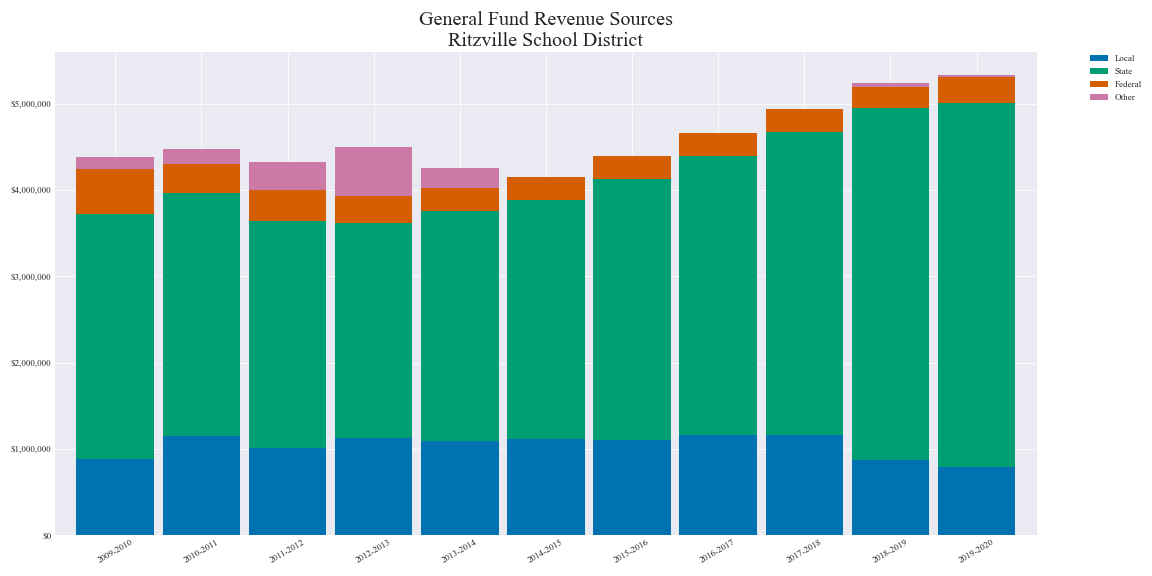 General Fund Revenue Sources
Ritzville School District
Local
State
Federal
Other
$5,000,000
$4,000,000
$3,000,000
$2,000,000
$1,000,000
$0
2009-2010
2010-2011
2011-2012
2012-2013
2013-2014
2014-2015
2015-2016
2016-2017
2017-2018
2018-2019
2019-2020